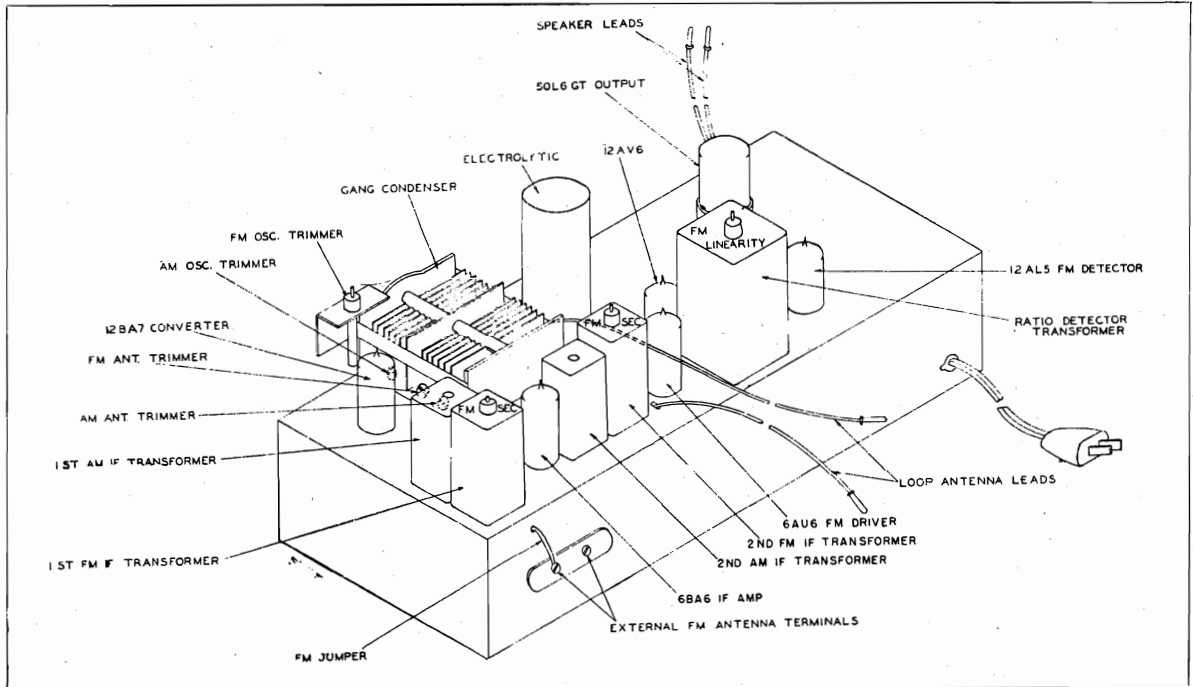 SPEAKER LEADS
50L6 GT OUTPUT
12AV6
ELECTROLYTIC
GANG CONDENSER
FM OSC. TRIMMER
AM OSC. TRIMMER
12BA7 CONVERTER
FM ANT. TRIMMER
AM ANT. TRIMMER
1 ST AM IF TRANSFORMER
1 ST FM IF TRANSFORMER
FM JUMPER
FM
LINEARITY
FM SEC
FM SEC
12 AL5 FM DETECTOR
RATIO DETECTOR
TRANSFORMER
LOOP ANTENNA LEADS
6AU6 FM DRIVER
2ND FM IF TRANSFORMER
2ND AM IF TRANSFORMER
6BA6 IF AMP
EXTERNAL FM ANTENNA TERMINALS